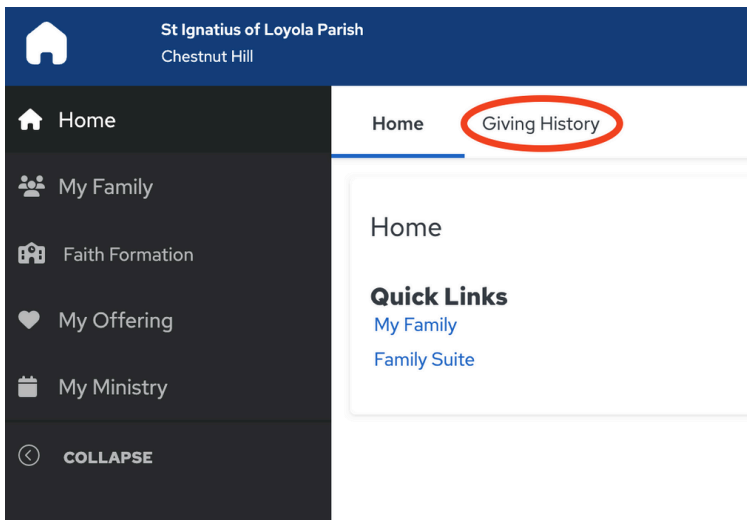 St Ignatius of Loyola Parish
Chestnut Hill
Home
My Family
Faith Formation
My Offering
My Ministry
COLLAPSE
Home
Giving History
Home
Quick Links
My Family
Family Suite